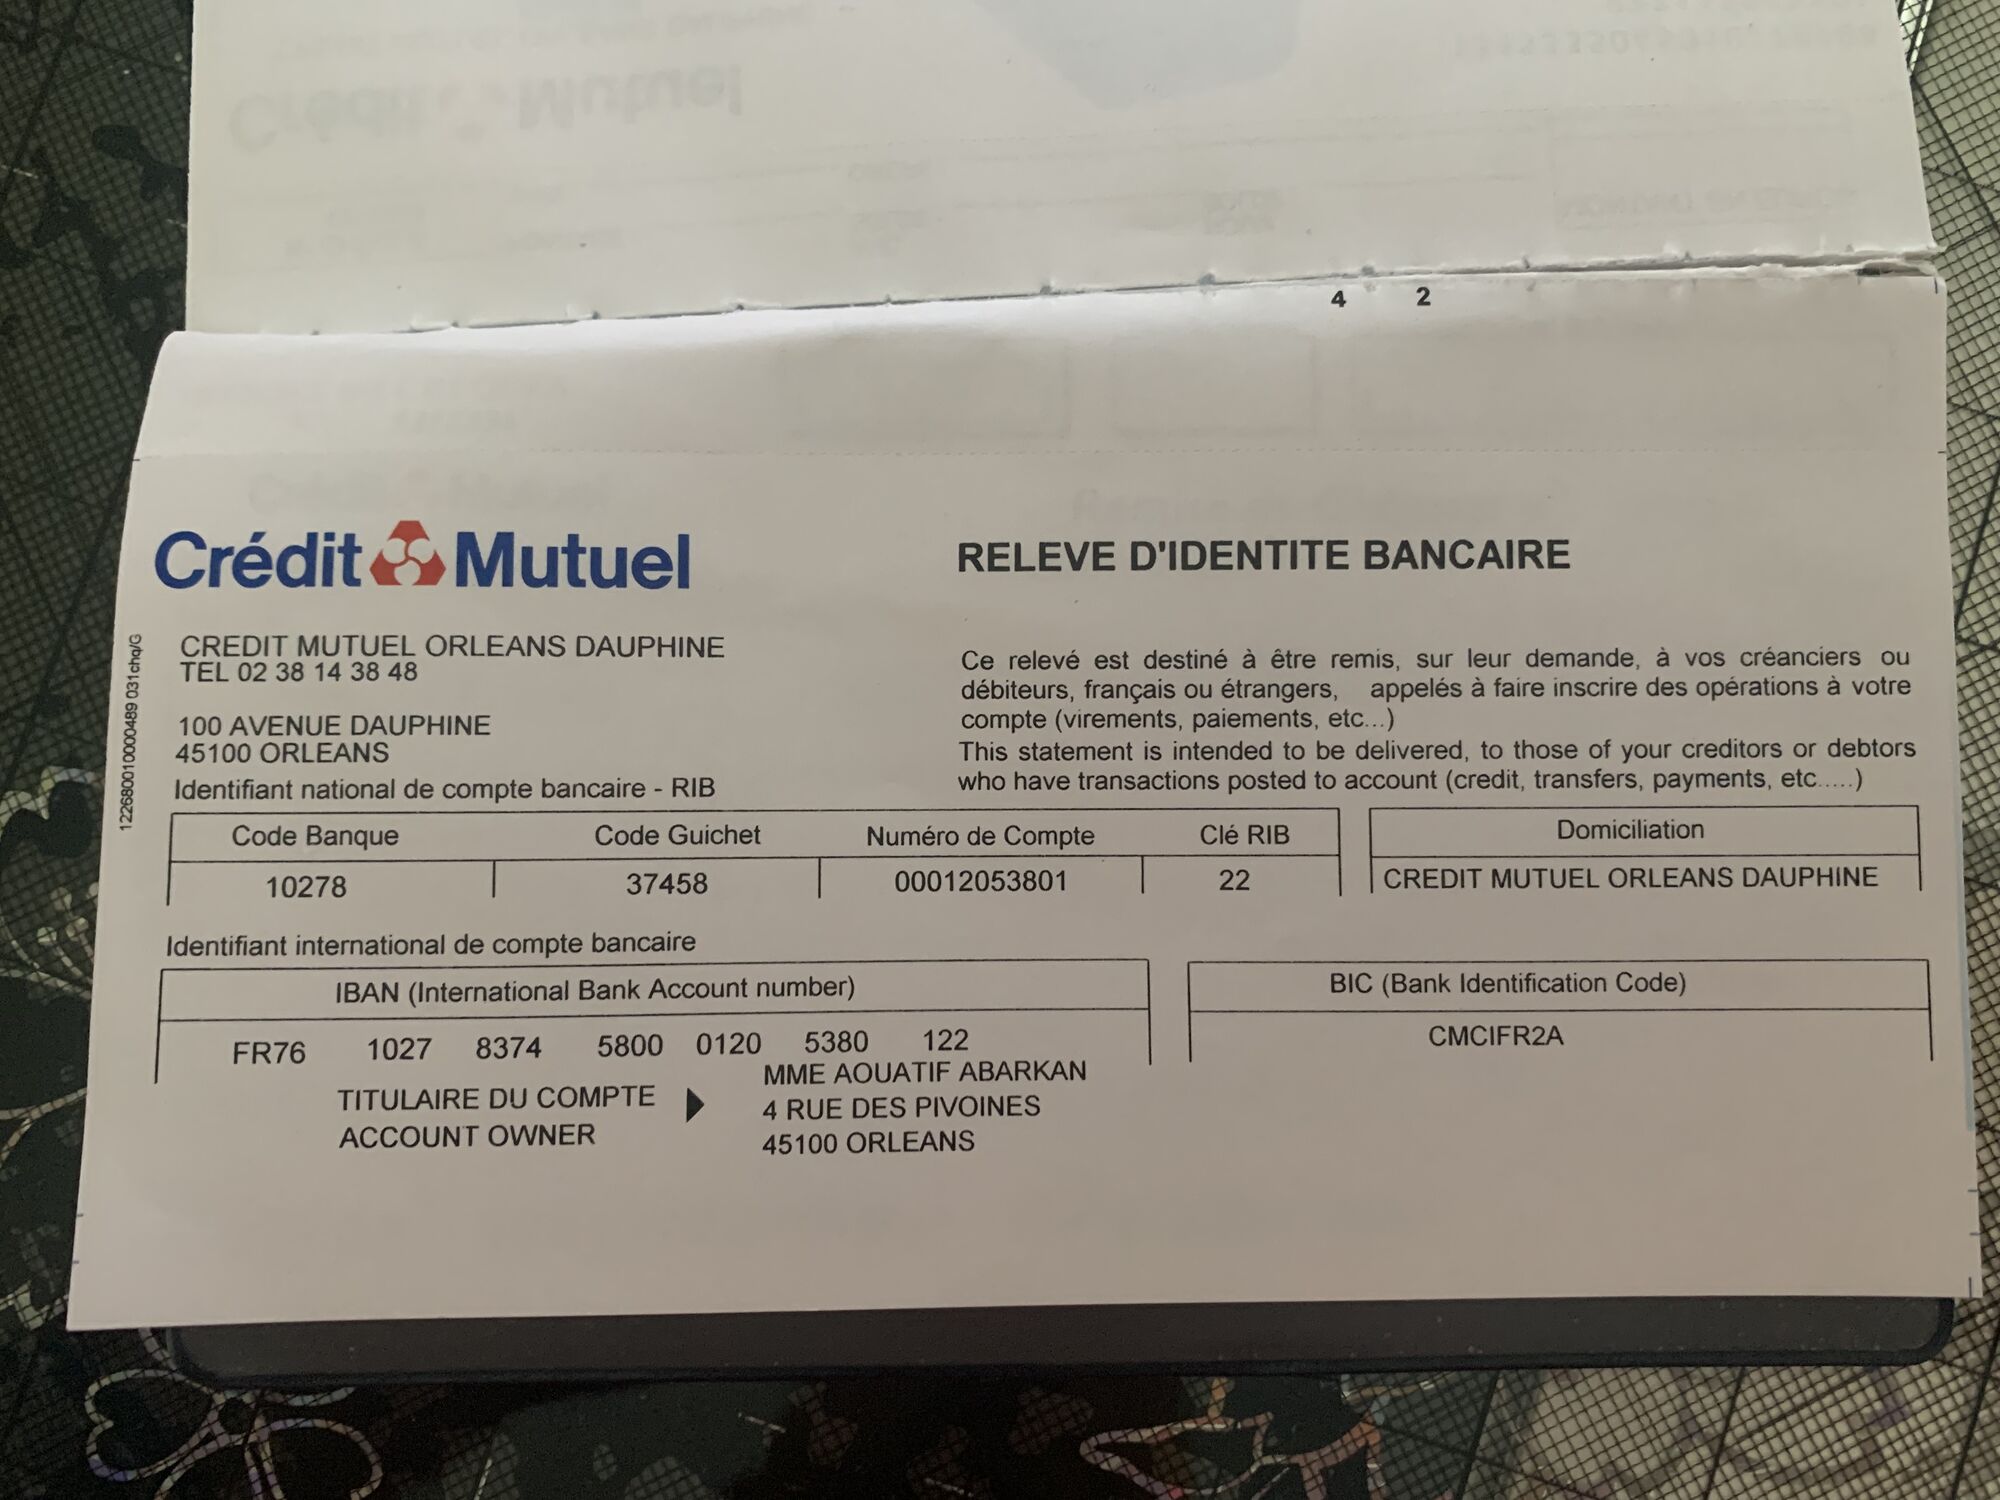 4 2
Crédit Mutuel
RELEVE D'IDENTITE BANCAIRE
CREDIT MUTUEL ORLEANS DAUPHINE
TEL 02 38 14 38 48
100 AVENUE DAUPHINE
45100 ORLEANS
Ce relevé est destiné à être remis, sur leur demande, à vos créanciers ou
débiteurs, français ou étrangers, appelés à faire inscrire des opérations à votre
compte (virements, paiements, etc...)
This statement is intended to be delivered, to those of your creditors or debtors
who have transactions posted to account (credit, transfers, payments, etc.....)
Identifiant national de compte bancaire - RIB
Code Banque Code Guichet Numéro de Compte Clé RIB Domiciliation
10278 37458 00012053801 22 CREDIT MUTUEL ORLEANS DAUPHINE
Identifiant international de compte bancaire
IBAN (International Bank Account number) BIC (Bank Identification Code)
FR76 1027 8374 5800 0120 5380 122 CMCIFR2A
TITULAIRE DU COMPTE
ACCOUNT OWNER
MME AOUATIF ABARKAN
4 RUE DES PIVOINES
45100 ORLEANS